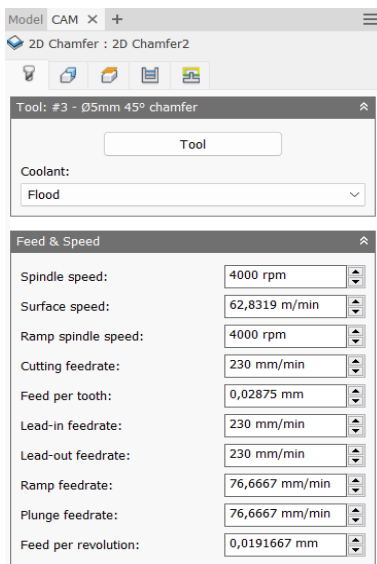 Model CAM × +
2D Chamfer : 2D Chamfer2
Tool: #3 - Ø5mm 45° chamfer
Tool
Coolant:
Flood
Feed & Speed
Spindle speed: 4000 rpm
Surface speed: 62,8319 m/min
Ramp spindle speed: 4000 rpm
Cutting feedrate: 230 mm/min
Feed per tooth: 0,02875 mm
Lead-in feedrate: 230 mm/min
Lead-out feedrate: 230 mm/min
Ramp feedrate: 76,6667 mm/min
Plunge feedrate: 76,6667 mm/min
Feed per revolution: 0,0191667 mm